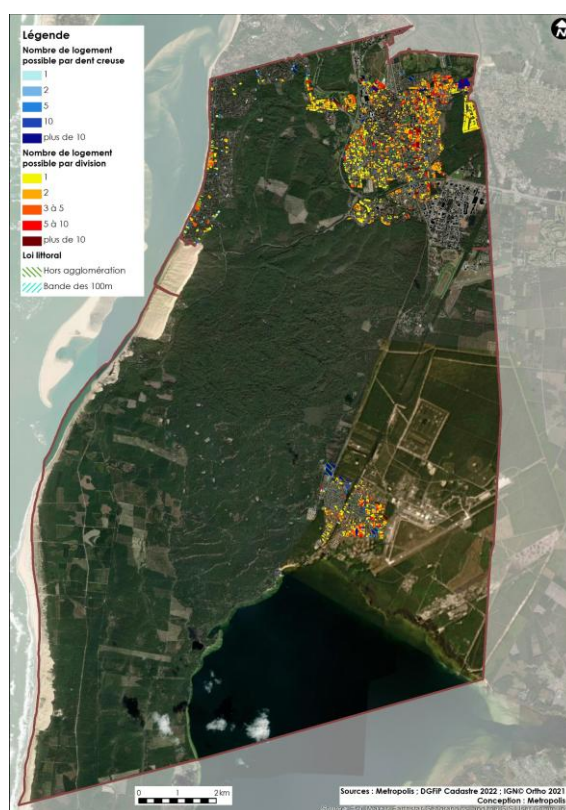 Légende
Nombre de logement
possible par dent creuse
1
2
5
10
plus de 10
Nombre de logement
possible par division
1
2
3 à 5
5 à 10
plus de 10
Loi littoral
Hors agglomération
Bande des 100m
N
0 1 2 km
Sources : Metropolis ; DGFiP Cadastre 2022 ; IGN© Ortho 2021
Conception : Metropolis